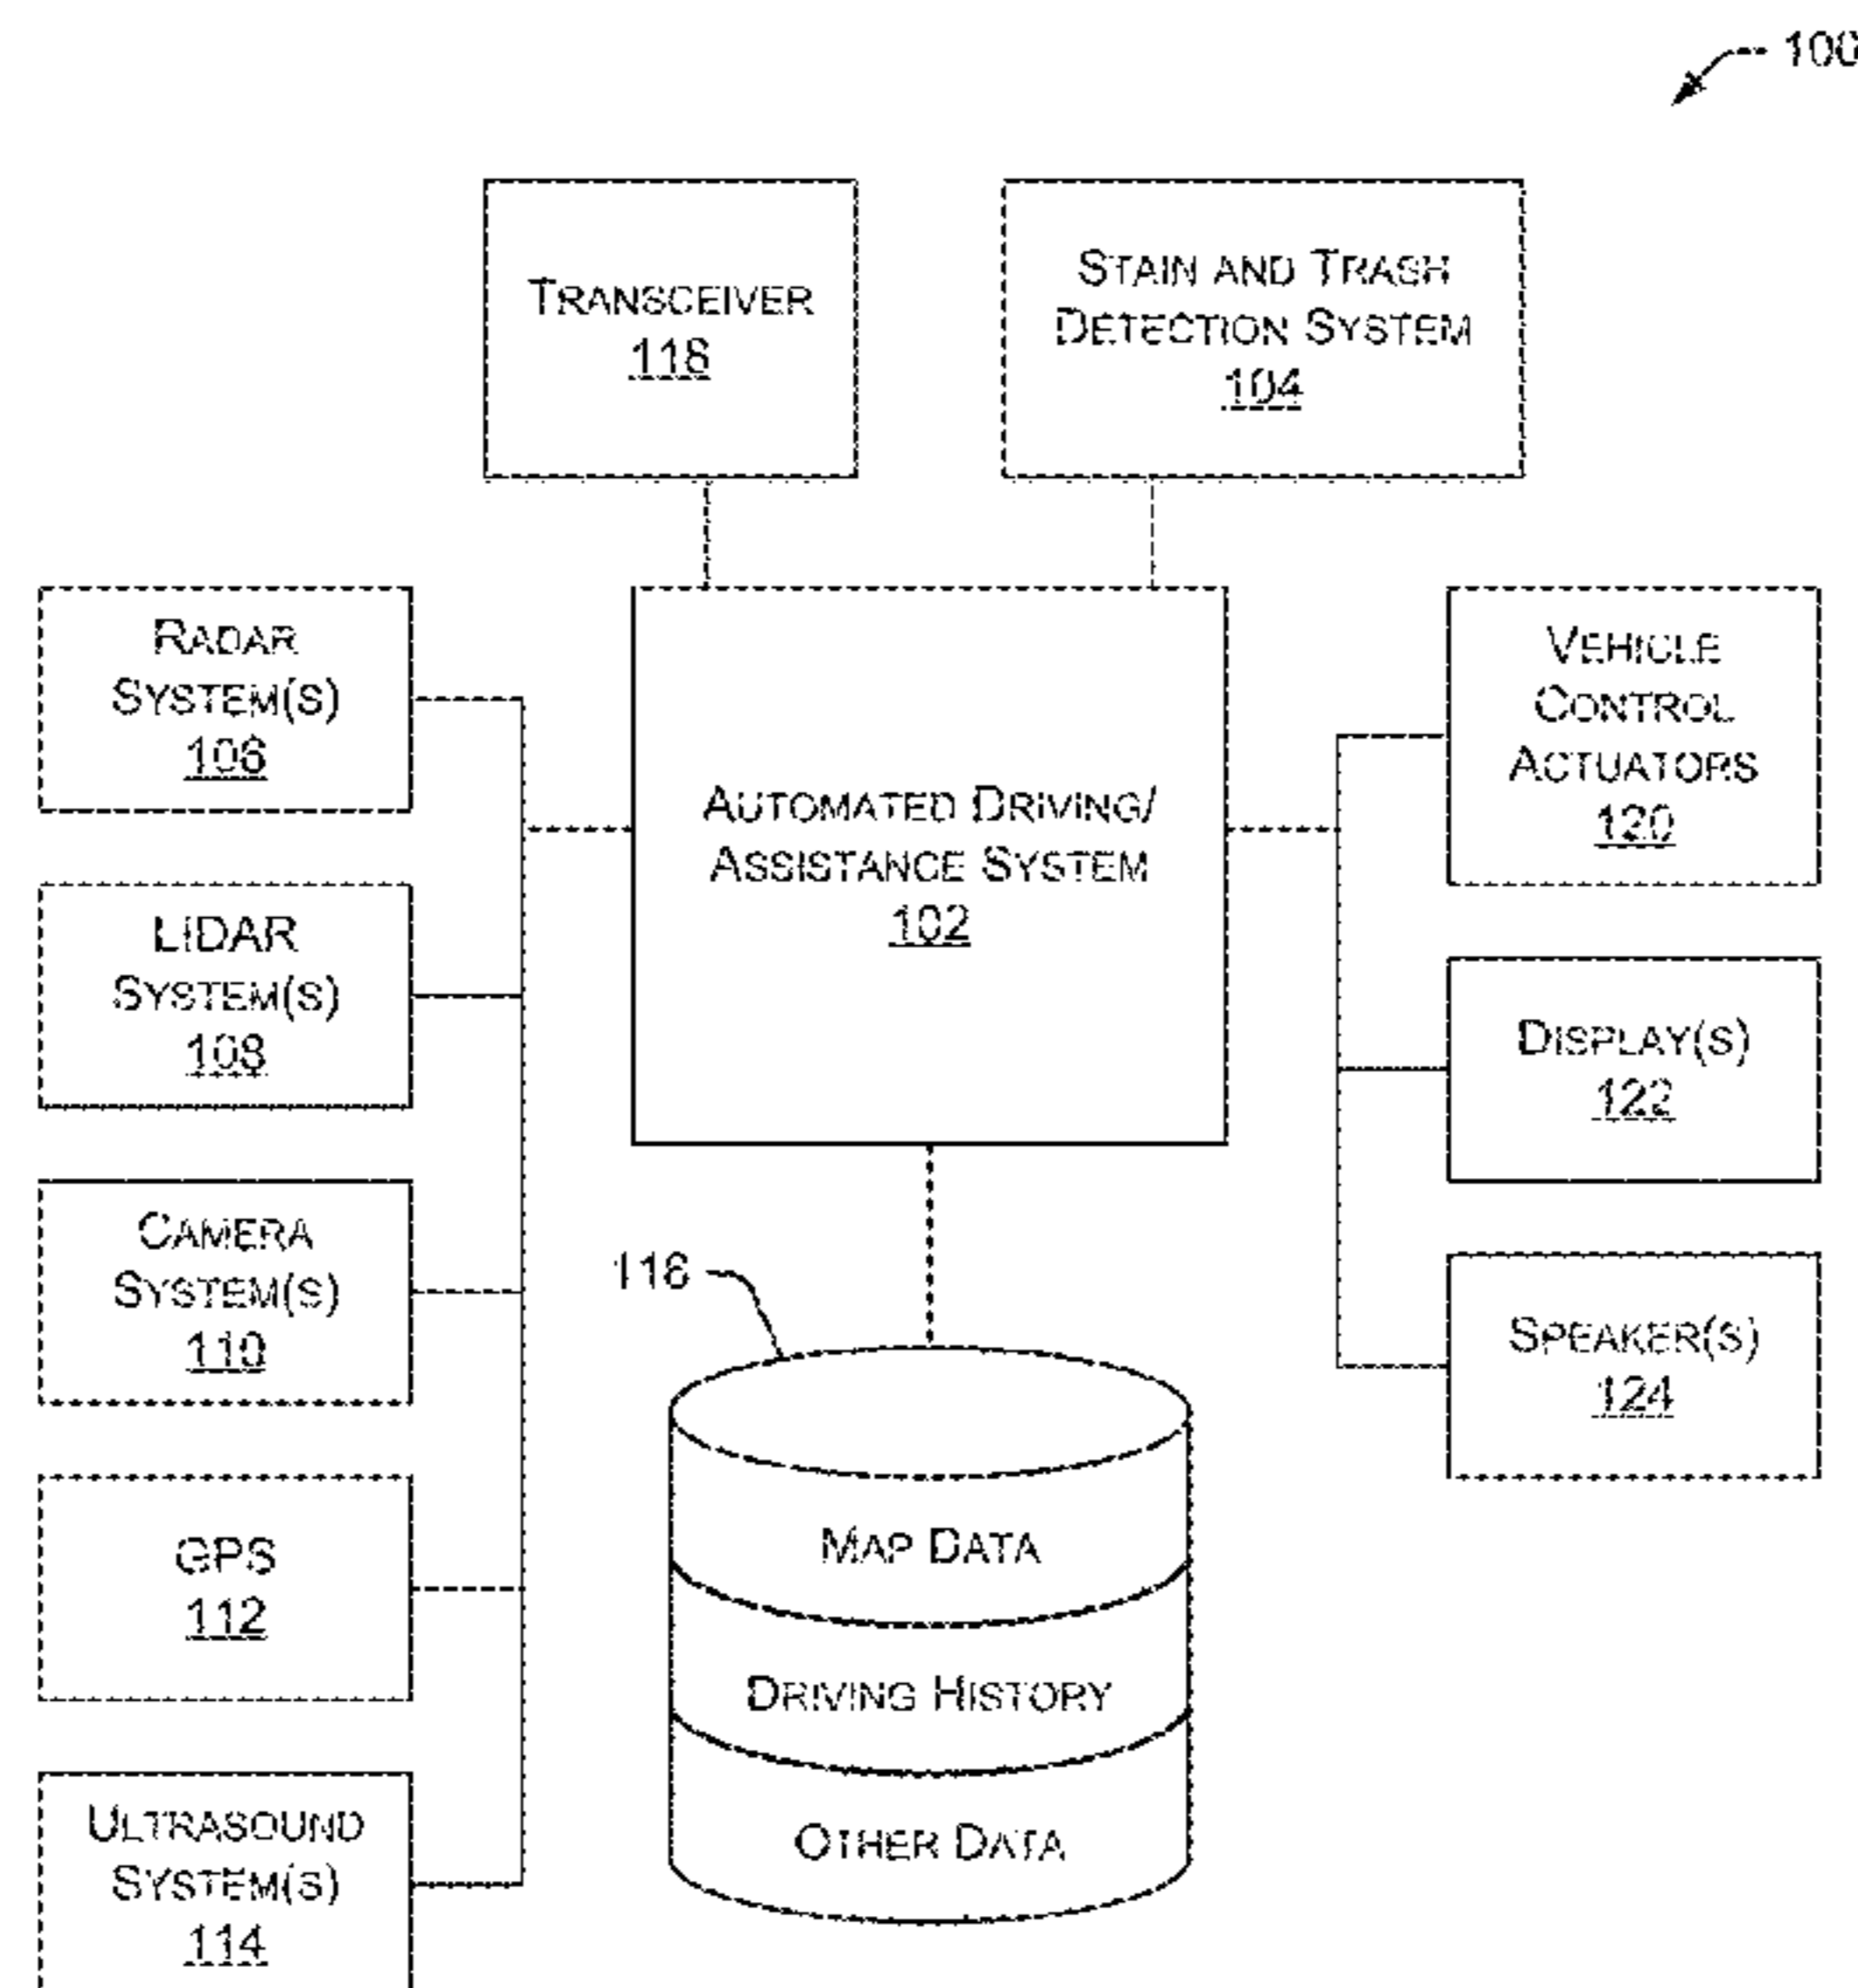 100
TRANSCEIVER
118
STAIN AND TRASH
DETECTION SYSTEM
104
RADAR
SYSTEM(S)
106
AUTOMATED DRIVING/
ASSISTANCE SYSTEM
102
VEHICLE
CONTROL
ACTUATORS
120
LIDAR
SYSTEM(S)
108
DISPLAY(S)
122
CAMERA
SYSTEM(S)
110
116
SPEAKER(S)
124
GPS
112
MAP DATA
DRIVING HISTORY
OTHER DATA
ULTRASOUND
SYSTEM(S)
114